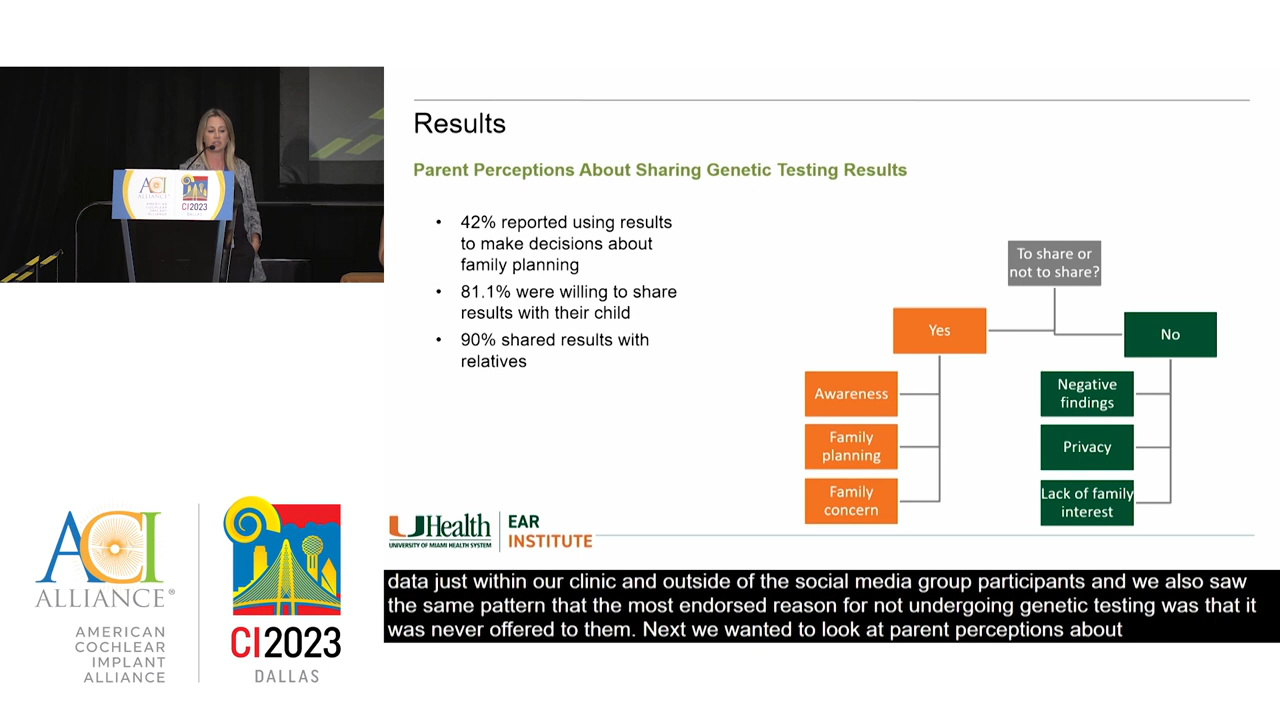 Results
Parent Perceptions About Sharing Genetic Testing Results
• 42% reported using results
to make decisions about
family planning
• 81.1% were willing to share
results with their child
• 90% shared results with
relatives
To share or
not to share?
Yes
No
Awareness
Family
planning
Family
concern
Negative
findings
Privacy
Lack of family
interest
UHealth
UNIVERSITY OF MIAMI HEALTH SYSTEM
EAR
INSTITUTE
data just within our clinic and outside of the social media group participants and we also saw
the same pattern that the most endorsed reason for not undergoing genetic testing was that it
was never offered to them. Next we wanted to look at parent perceptions about
ACI
ALLIANCE®
AMERICAN
COCHLEAR
IMPLANT
ALLIANCE
CI2023
DALLAS
ACI
ALLIANCE
CI2023